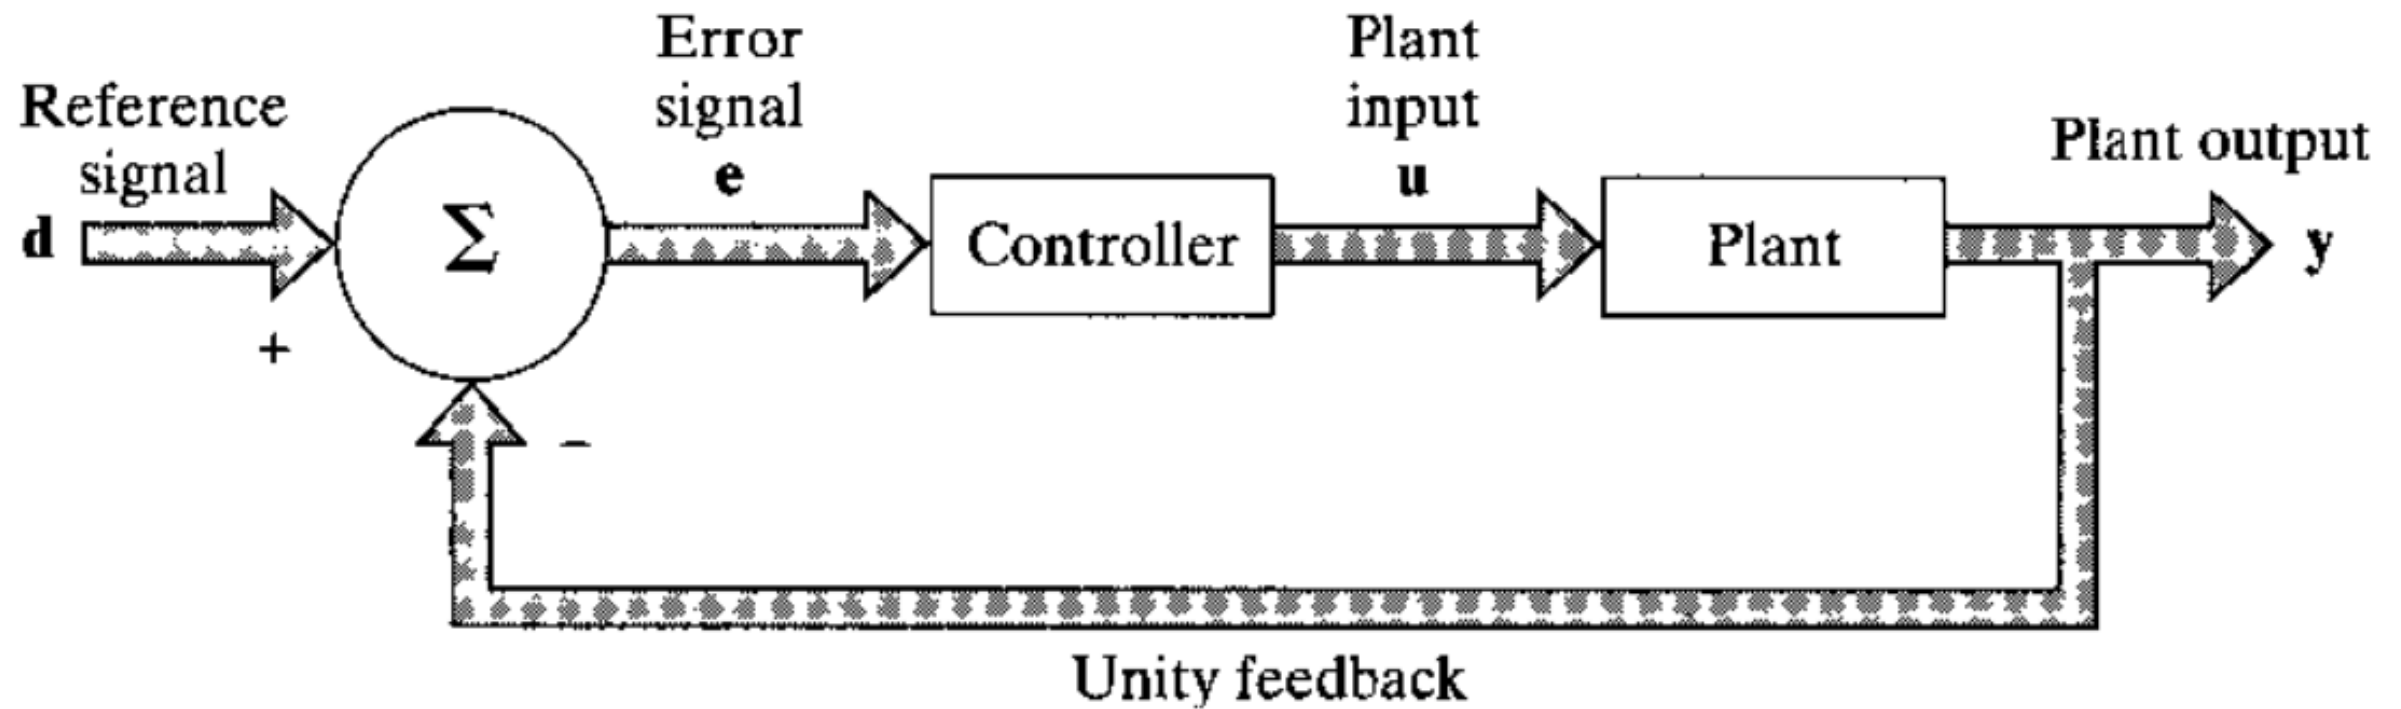 Reference
signal
d
+
Σ
Error
signal
e
Controller
Plant
input
u
Plant
Plant output
y
−
Unity feedback